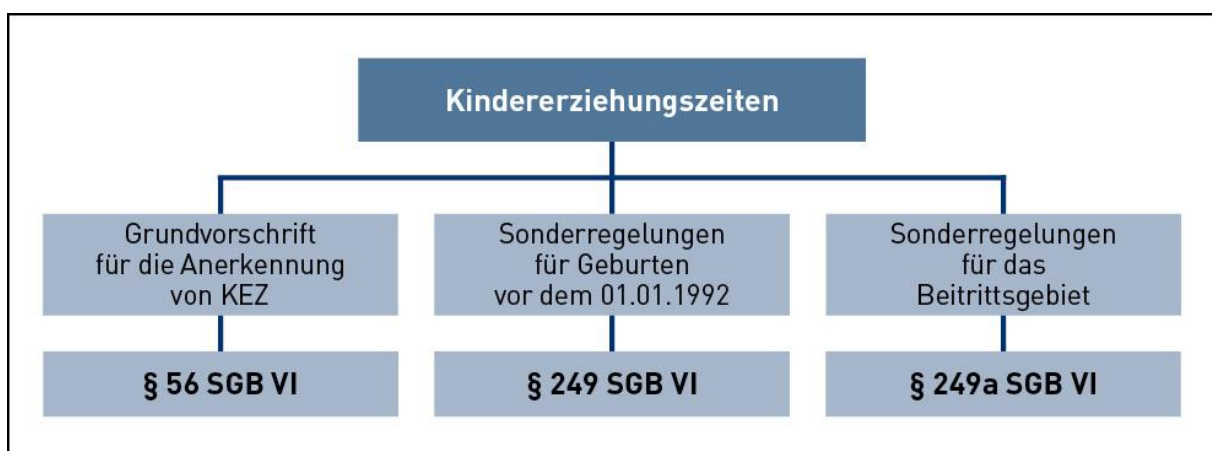 Kindererziehungszeiten
Grundvorschrift
für die Anerkennung
von KEZ
Sonderregelungen
für Geburten
vor dem 01.01.1992
Sonderregelungen
für das
Beitrittsgebiet
§ 56 SGB VI
§ 249 SGB VI
§ 249a SGB VI